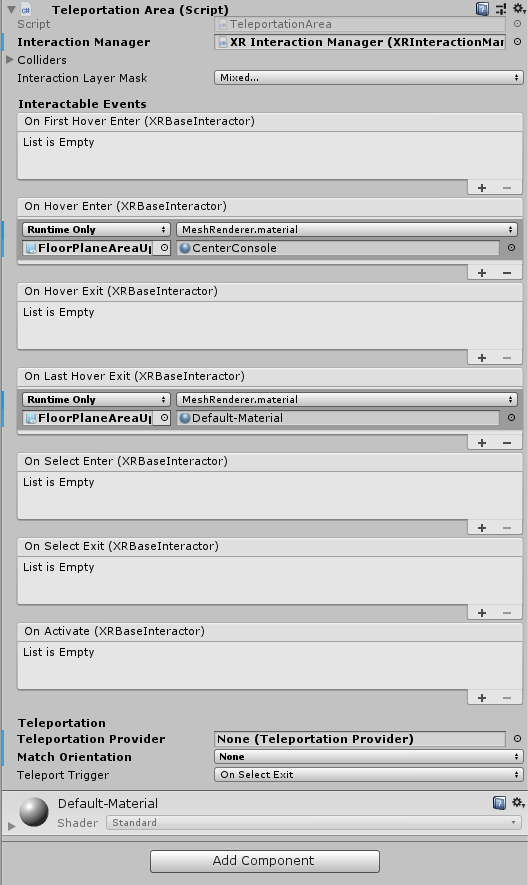 Teleportation Area (Script)
Script TeleportationArea
Interaction Manager XR Interaction Manager (XRInteractionMar
Colliders
Interaction Layer Mask Mixed...
Interactable Events
On First Hover Enter (XRBaseInteractor)
List is Empty
+ −
On Hover Enter (XRBaseInteractor)
Runtime Only MeshRenderer.material
FloorPlaneAreaUp CenterConsole
+ −
On Hover Exit (XRBaseInteractor)
List is Empty
+ −
On Last Hover Exit (XRBaseInteractor)
Runtime Only MeshRenderer.material
FloorPlaneAreaUp Default-Material
+ −
On Select Enter (XRBaseInteractor)
List is Empty
+ −
On Select Exit (XRBaseInteractor)
List is Empty
+ −
On Activate (XRBaseInteractor)
List is Empty
+ −
Teleportation
Teleportation Provider None (Teleportation Provider)
Match Orientation None
Teleport Trigger On Select Exit
Default-Material
Shader Standard
Add Component